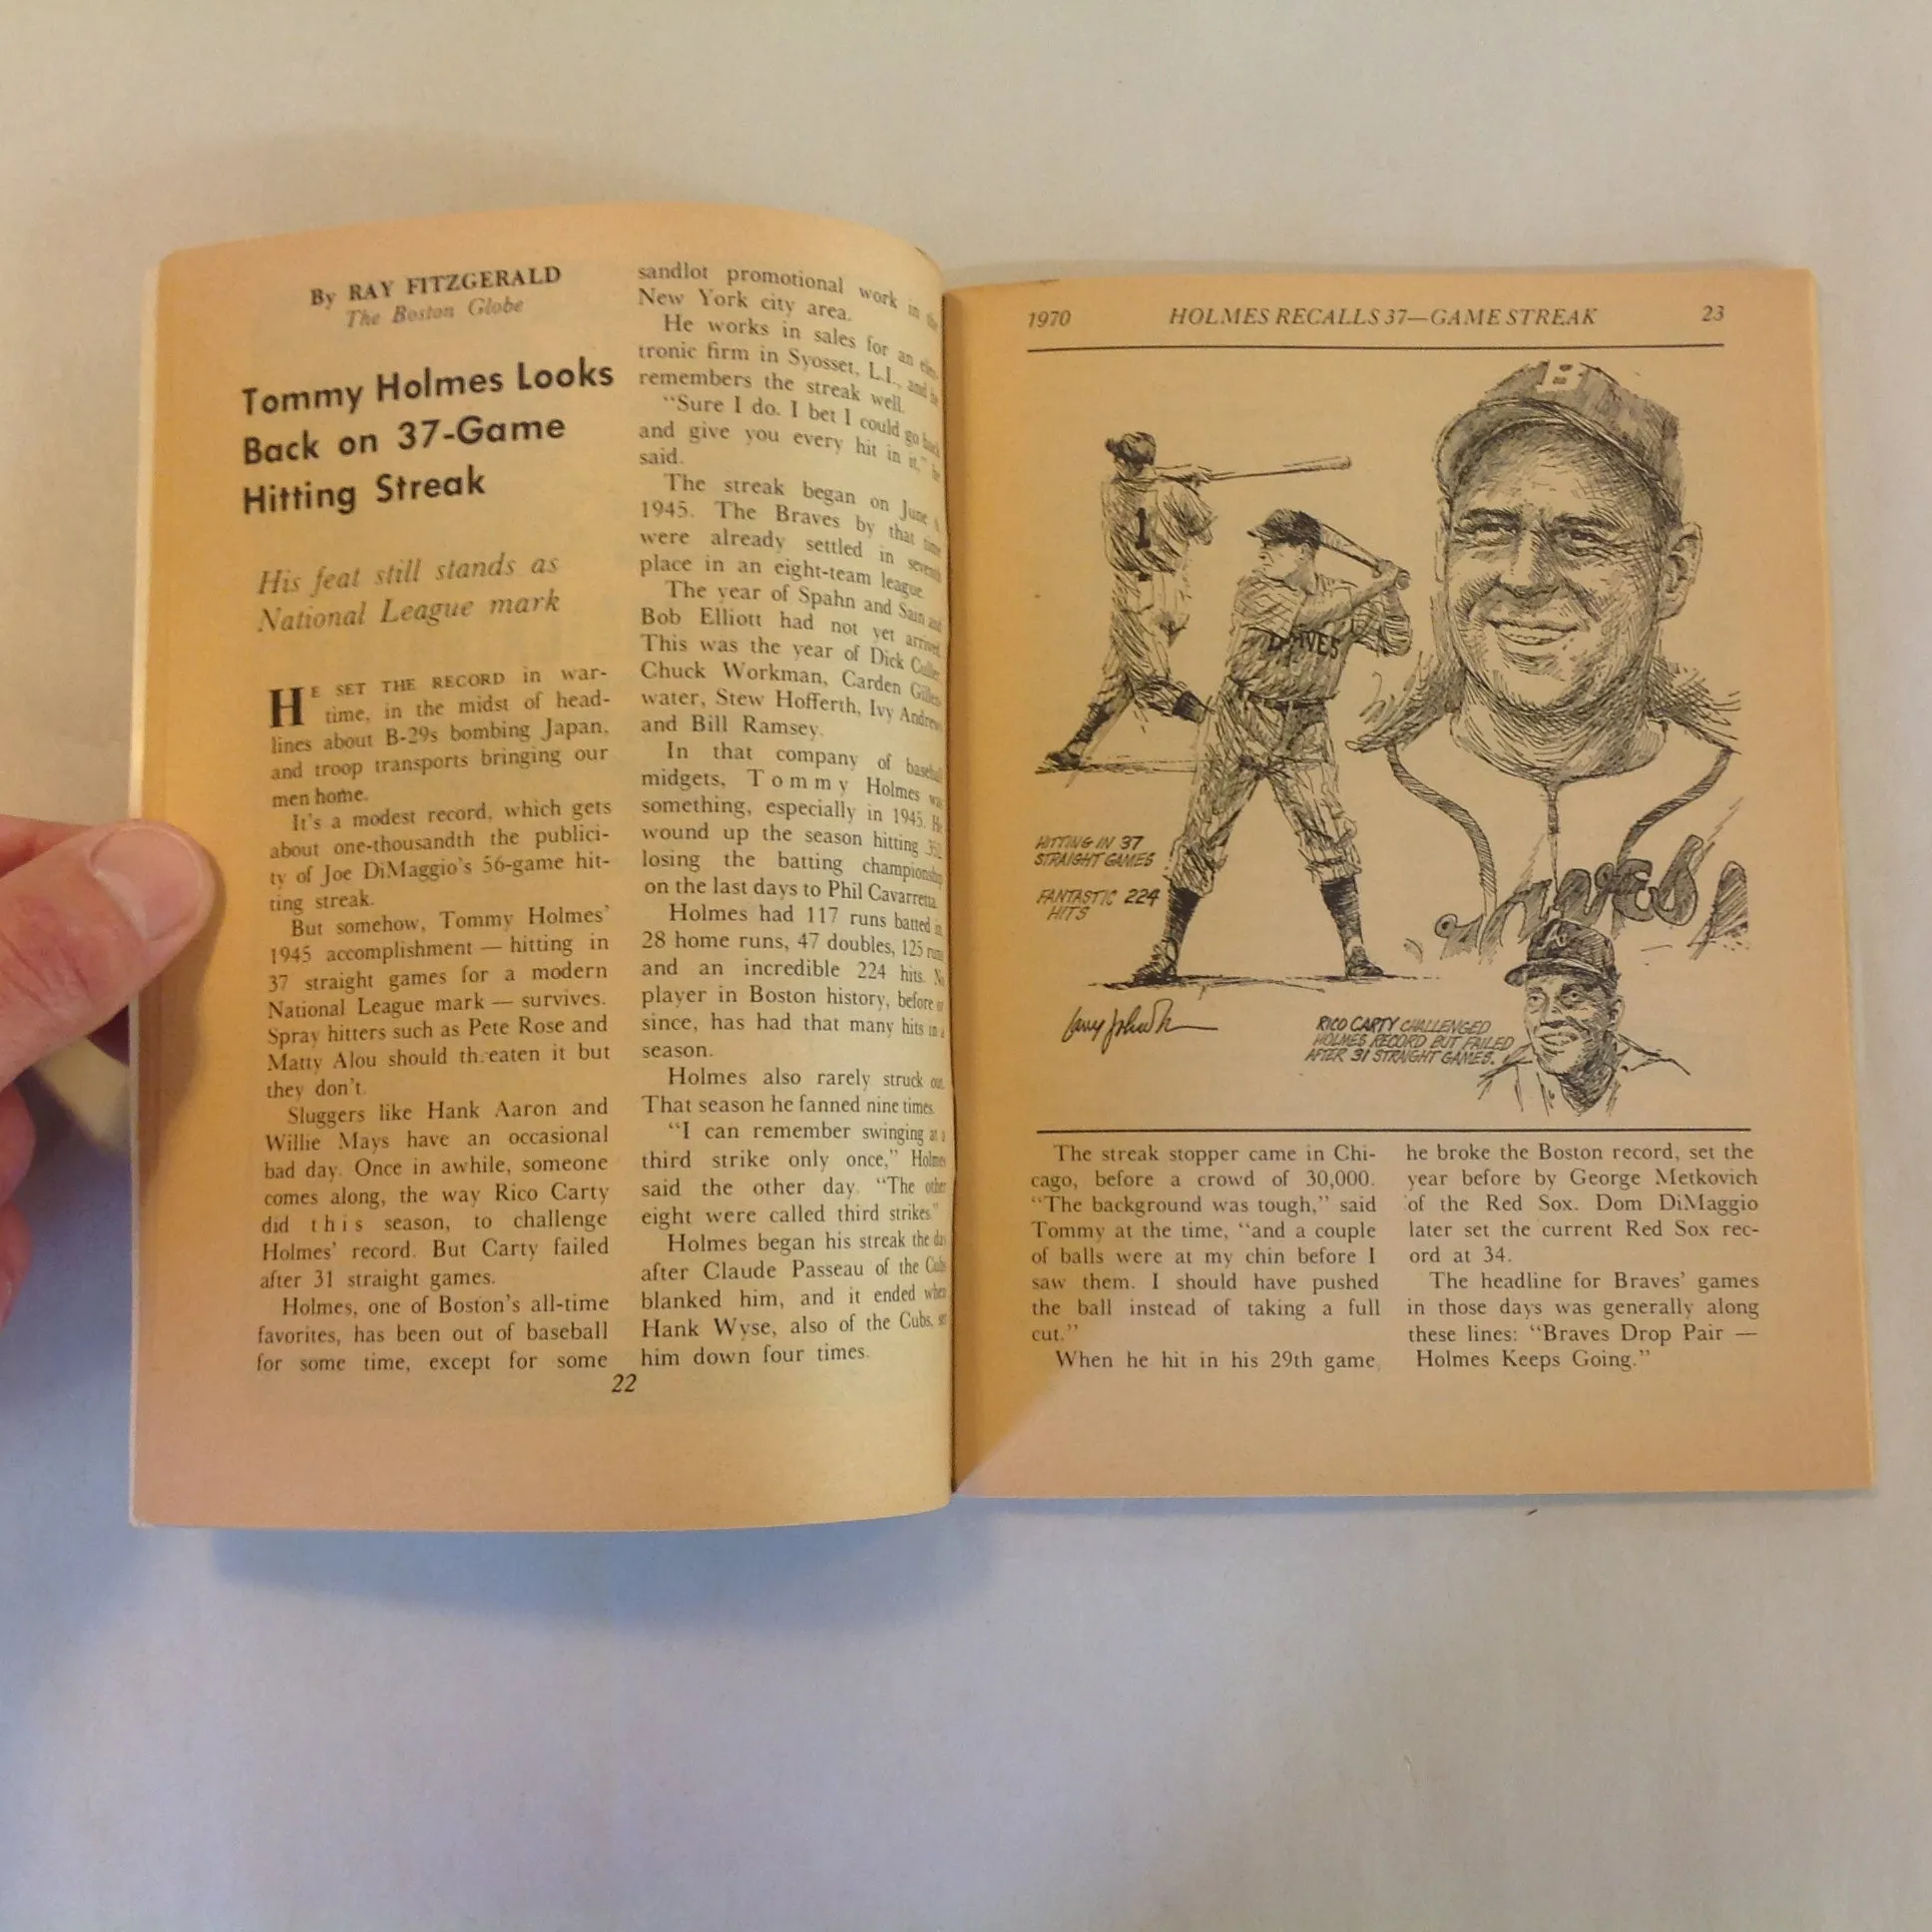 By RAY FITZGERALD
The Boston Globe
Tommy Holmes Looks
Back on 37-Game
Hitting Streak
His feat still stands as
National League mark
HE SET THE RECORD in war-
time, in the midst of head-
lines about B-29s bombing Japan,
and troop transports bringing our
men home.
It's a modest record, which gets
about one-thousandth the publici-
ty of Joe DiMaggio's 56-game hit-
ting streak.
But somehow, Tommy Holmes'
1945 accomplishment — hitting in
37 straight games for a modern
National League mark — survives.
Spray hitters such as Pete Rose and
Matty Alou should threaten it but
they don't.
Sluggers like Hank Aaron and
Willie Mays have an occasional
bad day. Once in awhile, someone
comes along, the way Rico Carty
did this season, to challenge
Holmes' record. But Carty failed
after 31 straight games.
Holmes, one of Boston's all-time
favorites, has been out of baseball
for some time, except for some
sandlot promotional work in the
New York city area.
He works in sales for an elec-
tronic firm in Syosset, L.I., and he
remembers the streak well.
"Sure I do. I bet I could go back
and give you every hit in it," he
said.
The streak began on June
1945. The Braves by that time
were already settled in seventh
place in an eight-team league.
The year of Spahn and Sain and
Bob Elliott had not yet arrived.
This was the year of Dick Culler,
Chuck Workman, Carden Gillen-
water, Stew Hofferth, Ivy Andrews
and Bill Ramsey.
In that company of baseball
midgets, Tommy Holmes was
something, especially in 1945. He
wound up the season hitting
losing the batting championship
on the last days to Phil Cavarretta.
Holmes had 117 runs batted in,
28 home runs, 47 doubles, 125 runs
and an incredible 224 hits. No
player in Boston history, before or
since, has had that many hits in a
season.
Holmes also rarely struck out.
That season he fanned nine times.
"I can remember swinging at a
third strike only once," Holmes
said the other day. "The other
eight were called third strikes."
Holmes began his streak the day
after Claude Passeau of the Cubs
blanked him, and it ended when
Hank Wyse, also of the Cubs, set
him down four times.
22
1970 HOLMES RECALLS 37—GAME STREAK 23
B
1
HITTING IN 37
STRAIGHT GAMES
FANTASTIC 224
HITS
A
RICO CARTY CHALLENGED
HOLMES RECORD BUT FAILED
AFTER 31 STRAIGHT GAMES.
The streak stopper came in Chi-
cago, before a crowd of 30,000.
"The background was tough," said
Tommy at the time, "and a couple
of balls were at my chin before I
saw them. I should have pushed
the ball instead of taking a full
cut."
When he hit in his 29th game,
he broke the Boston record, set the
year before by George Metkovich
of the Red Sox. Dom DiMaggio
later set the current Red Sox rec-
ord at 34.
The headline for Braves' games
in those days was generally along
these lines: "Braves Drop Pair —
Holmes Keeps Going."